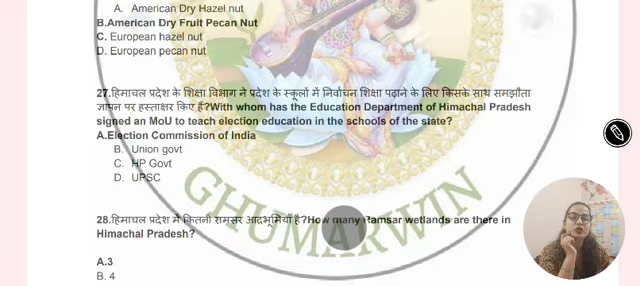 A. American Dry Hazel nut
B.American Dry Fruit Pecan Nut
C. European hazel nut
D. European pecan nut
27.हिमाचल प्रदेश के शिक्षा विभाग ने प्रदेश के स्कूलों में निर्वाचन शिक्षा पढ़ाने के लिए किसके साथ समझौता
ज्ञापन पर हस्ताक्षर किए हैं?With whom has the Education Department of Himachal Pradesh
signed an MoU to teach election education in the schools of the state?
A.Election Commission of India
B. Union govt
C. HP Govt
D. UPSC
28.हिमाचल प्रदेश में कितनी रामसर आद्रभूमियाँ है?How many Ramsar wetlands are there in
Himachal Pradesh?
A.3
B. 4
GHUMARWIN